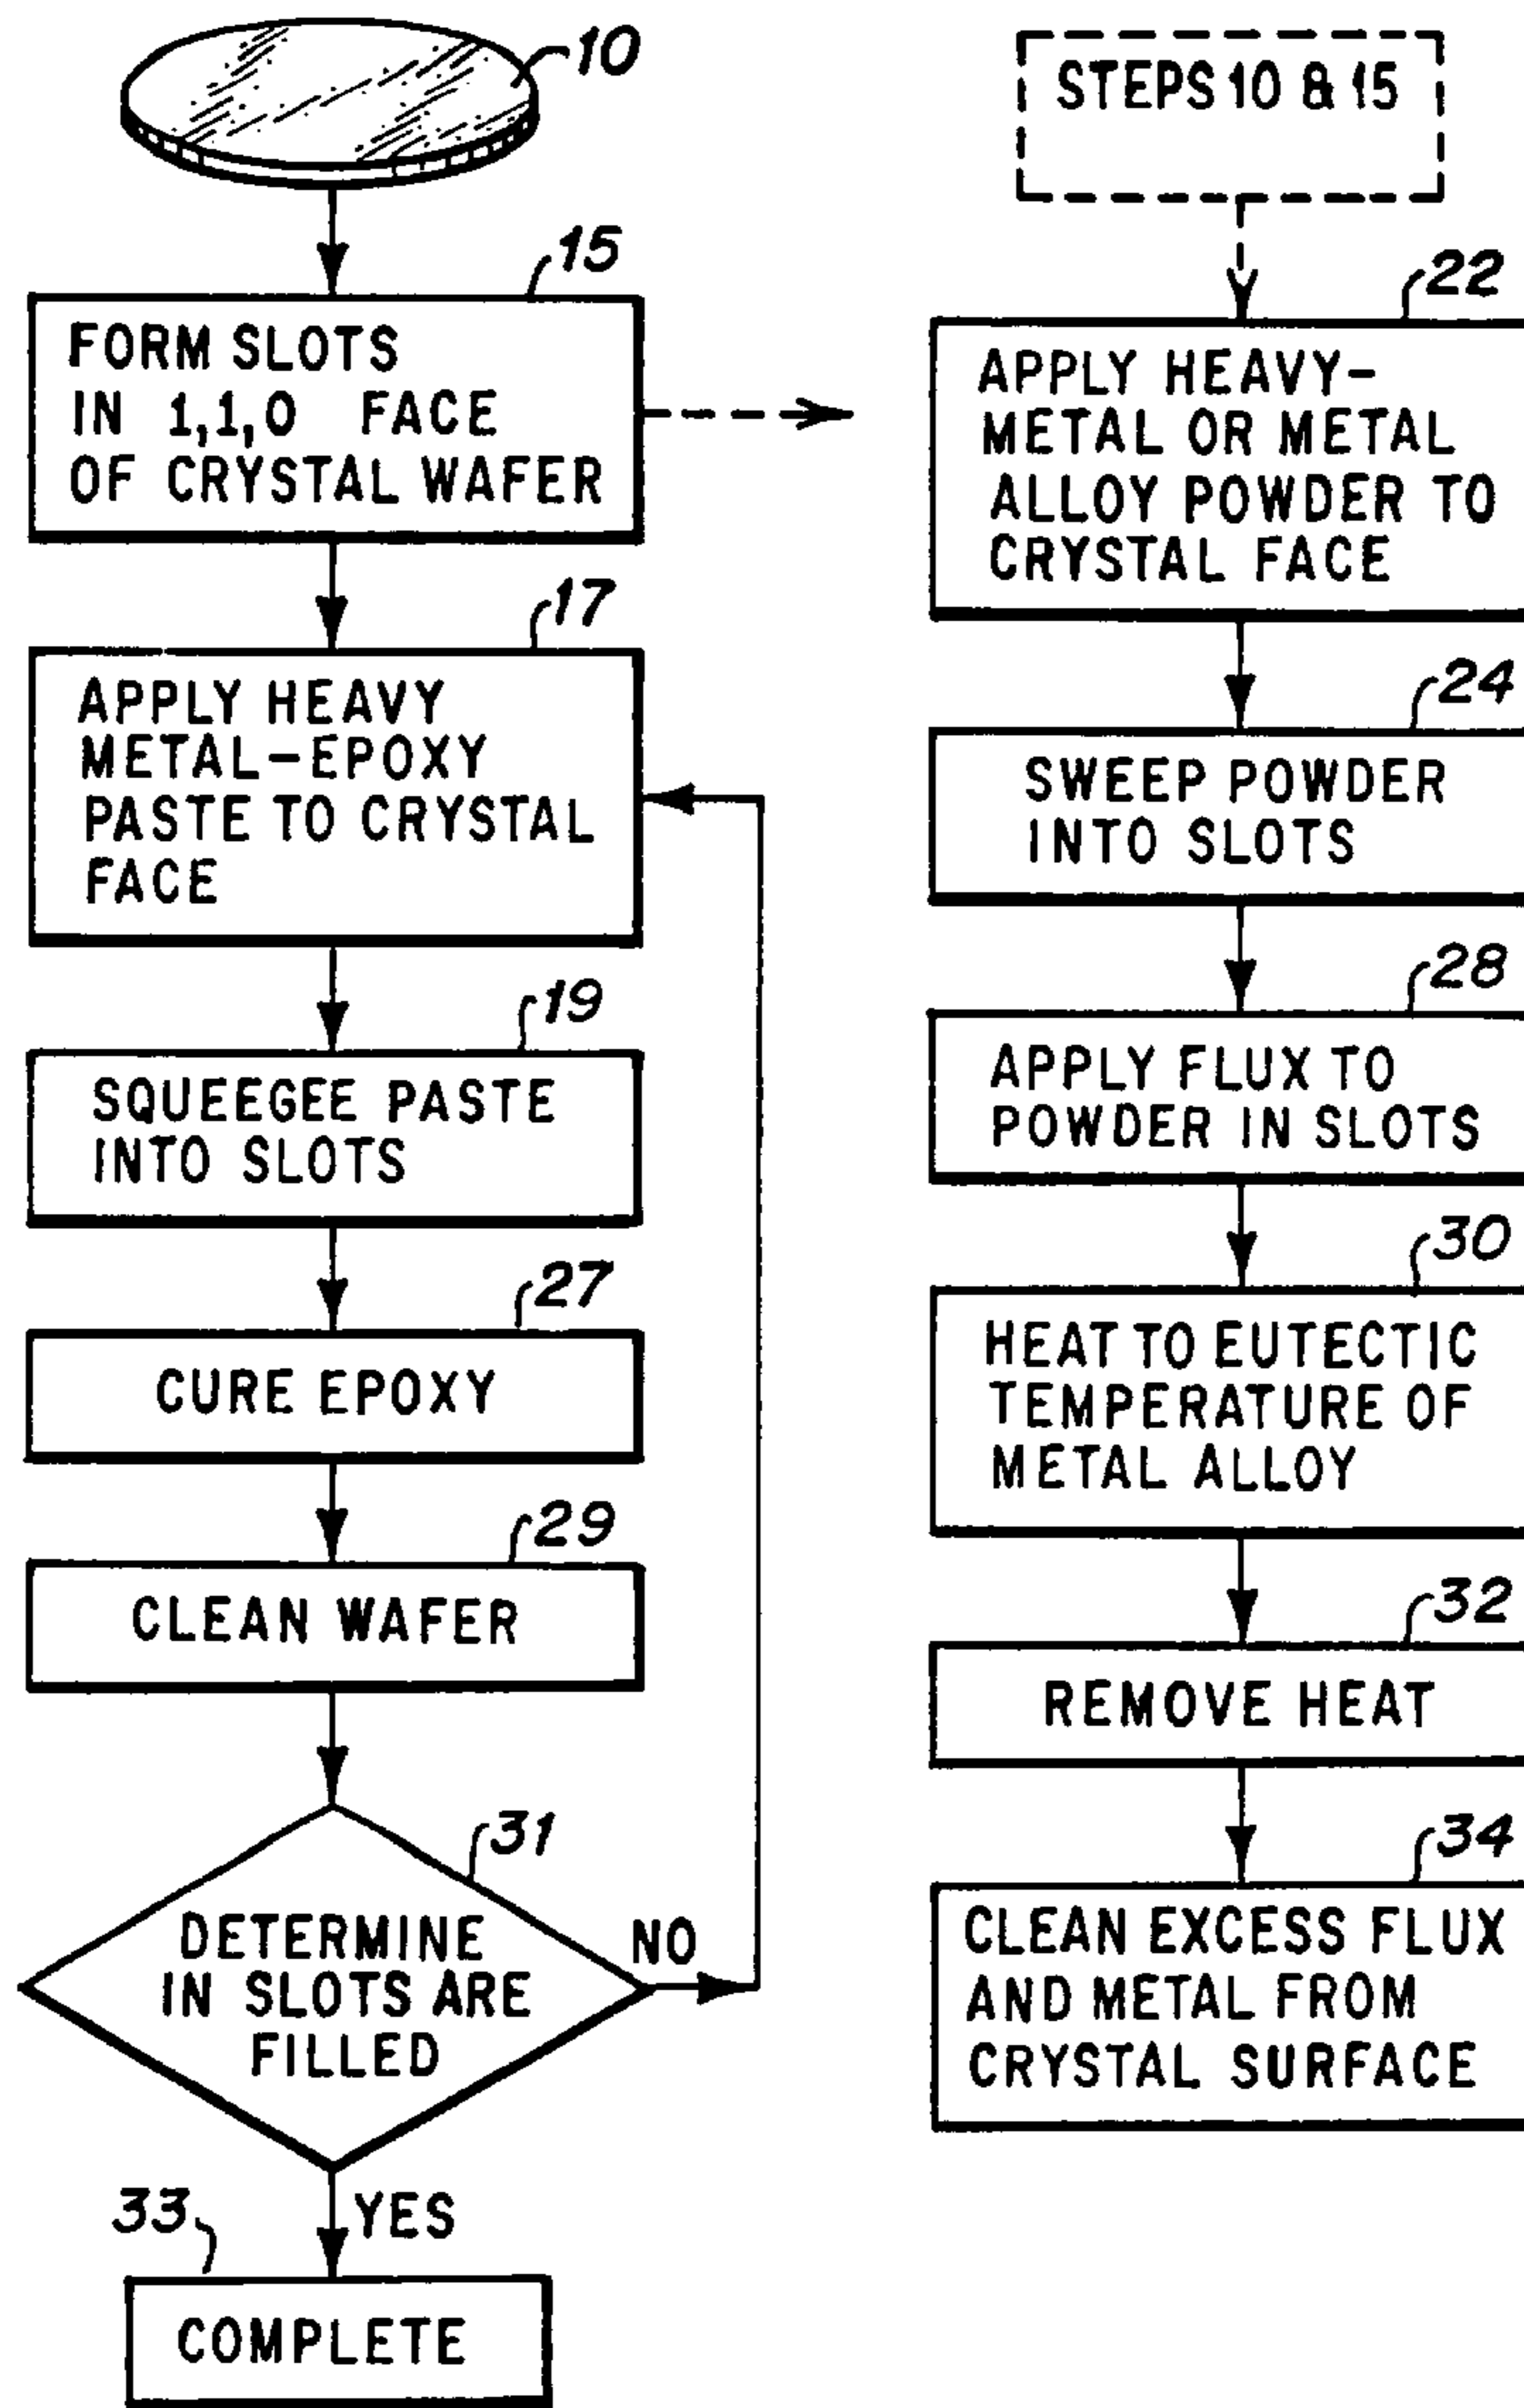 10
15
FORM SLOTS
IN 1,1,0 FACE
OF CRYSTAL WAFER
17
APPLY HEAVY
METAL-EPOXY
PASTE TO CRYSTAL
FACE
19
SQUEEGEE PASTE
INTO SLOTS
27
CURE EPOXY
29
CLEAN WAFER
31
DETERMINE
IN SLOTS ARE
FILLED
NO
YES
33
COMPLETE
STEPS 10 & 15
22
APPLY HEAVY-
METAL OR METAL
ALLOY POWDER TO
CRYSTAL FACE
24
SWEEP POWDER
INTO SLOTS
28
APPLY FLUX TO
POWDER IN SLOTS
30
HEAT TO EUTECTIC
TEMPERATURE OF
METAL ALLOY
32
REMOVE HEAT
34
CLEAN EXCESS FLUX
AND METAL FROM
CRYSTAL SURFACE